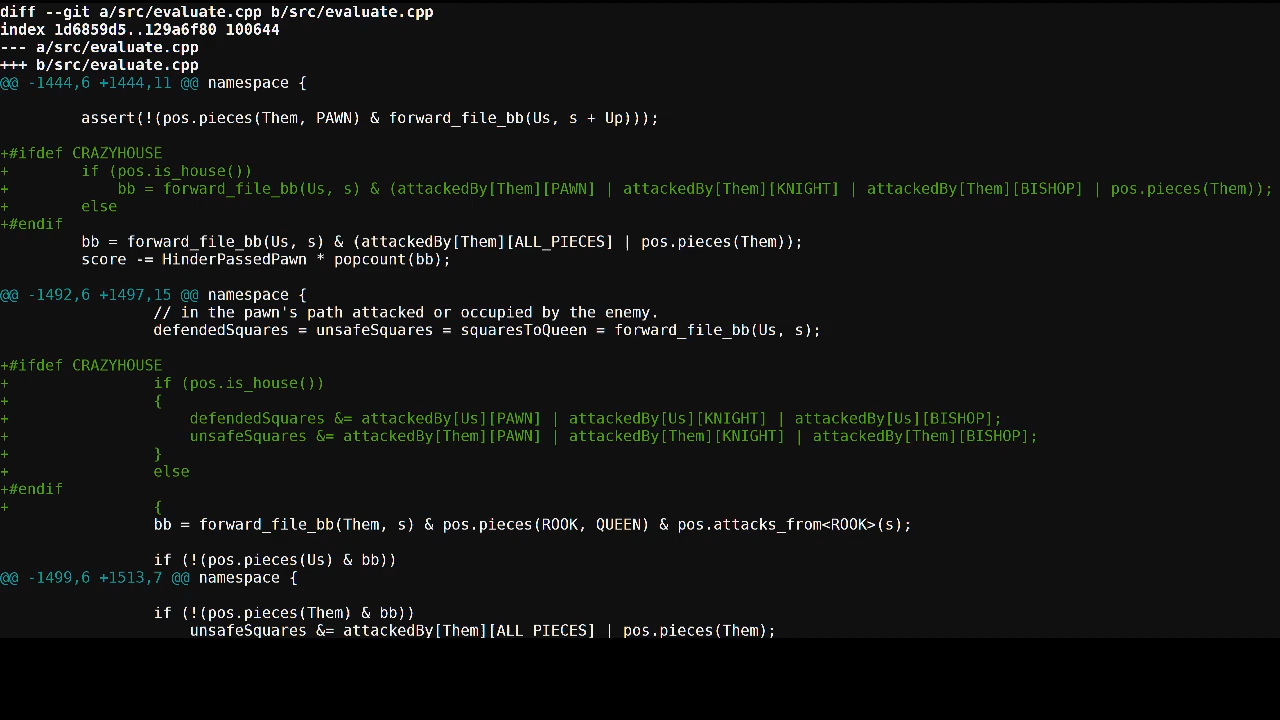 diff --git a/src/evaluate.cpp b/src/evaluate.cpp
index 1d6859d5..129a6f80 100644
--- a/src/evaluate.cpp
+++ b/src/evaluate.cpp
@@ -1444,6 +1444,11 @@ namespace {
assert(!(pos.pieces(Them, PAWN) & forward_file_bb(Us, s + Up)));
+#ifdef CRAZYHOUSE
+        if (pos.is_house())
+            bb = forward_file_bb(Us, s) & (attackedBy[Them][PAWN] | attackedBy[Them][KNIGHT] | attackedBy[Them][BISHOP] | pos.pieces(Them));
+        else
+#endif
         bb = forward_file_bb(Us, s) & (attackedBy[Them][ALL_PIECES] | pos.pieces(Them));
         score -= HinderPassedPawn * popcount(bb);
@@ -1492,6 +1497,15 @@ namespace {
                 // in the pawn's path attacked or occupied by the enemy.
                 defendedSquares = unsafeSquares = squaresToQueen = forward_file_bb(Us, s);
+#ifdef CRAZYHOUSE
+                if (pos.is_house())
+                {
+                    defendedSquares &= attackedBy[Us][PAWN] | attackedBy[Us][KNIGHT] | attackedBy[Us][BISHOP];
+                    unsafeSquares &= attackedBy[Them][PAWN] | attackedBy[Them][KNIGHT] | attackedBy[Them][BISHOP];
+                }
+                else
+#endif
+                {
                 bb = forward_file_bb(Them, s) & pos.pieces(ROOK, QUEEN) & pos.attacks_from<ROOK>(s);
                 if (!(pos.pieces(Us) & bb))
@@ -1499,6 +1513,7 @@ namespace {
                 if (!(pos.pieces(Them) & bb))
                     unsafeSquares &= attackedBy[Them][ALL_PIECES] | pos.pieces(Them);